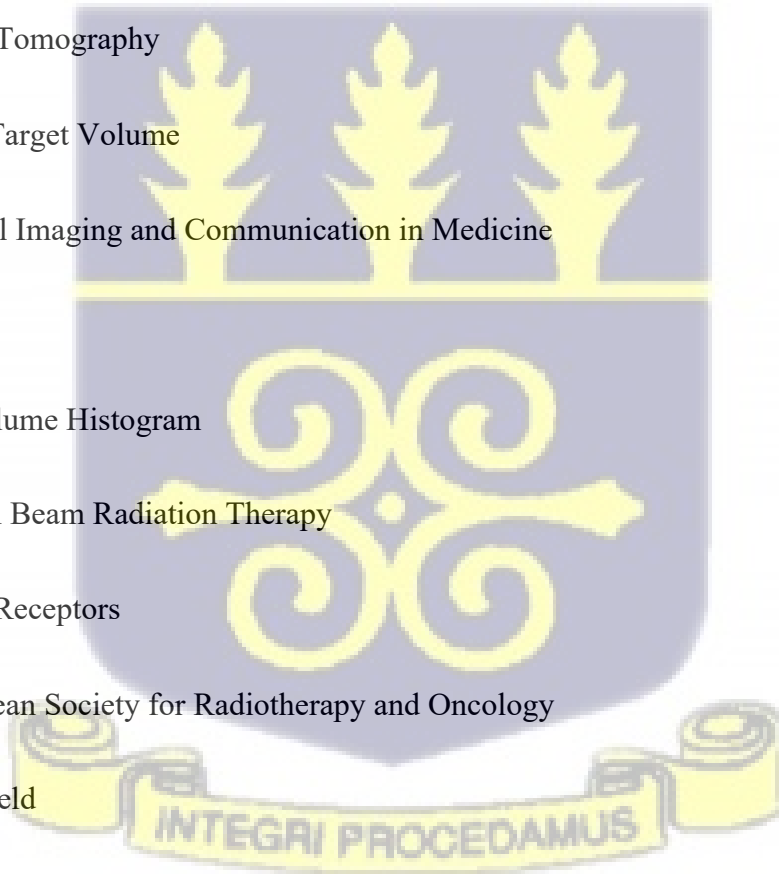 Tomography
Target Volume
l Imaging and Communication in Medicine
lume Histogram
l Beam Radiation Therapy
Receptors
ean Society for Radiotherapy and Oncology
eld
INTEGRI PROCEDAMUS